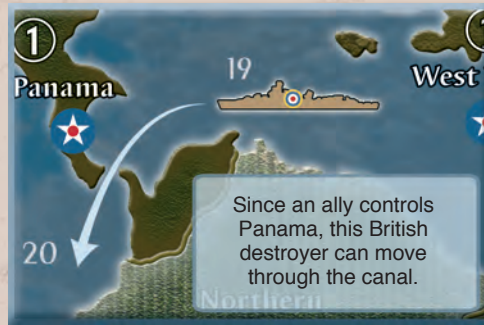 1
19
Panama
West
20
Since an ally controls
Panama, this British
destroyer can move
through the canal.
Northern